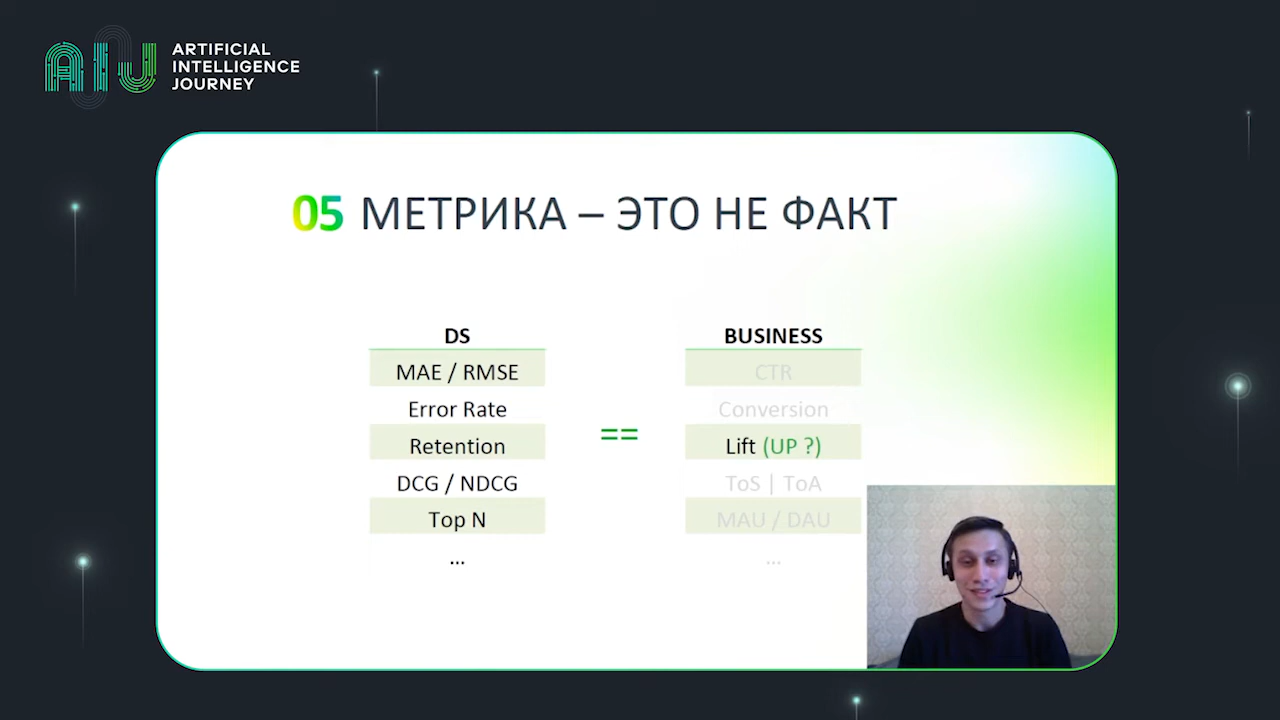 AIJ
ARTIFICIAL
INTELLIGENCE
JOURNEY
05 МЕТРИКА – ЭТО НЕ ФАКТ
DS
MAE / RMSE
Error Rate
Retention
DCG / NDCG
Top N
...
==
BUSINESS
CTR
Conversion
Lift (UP ?)
ToS | ToA
MAU / DAU
...